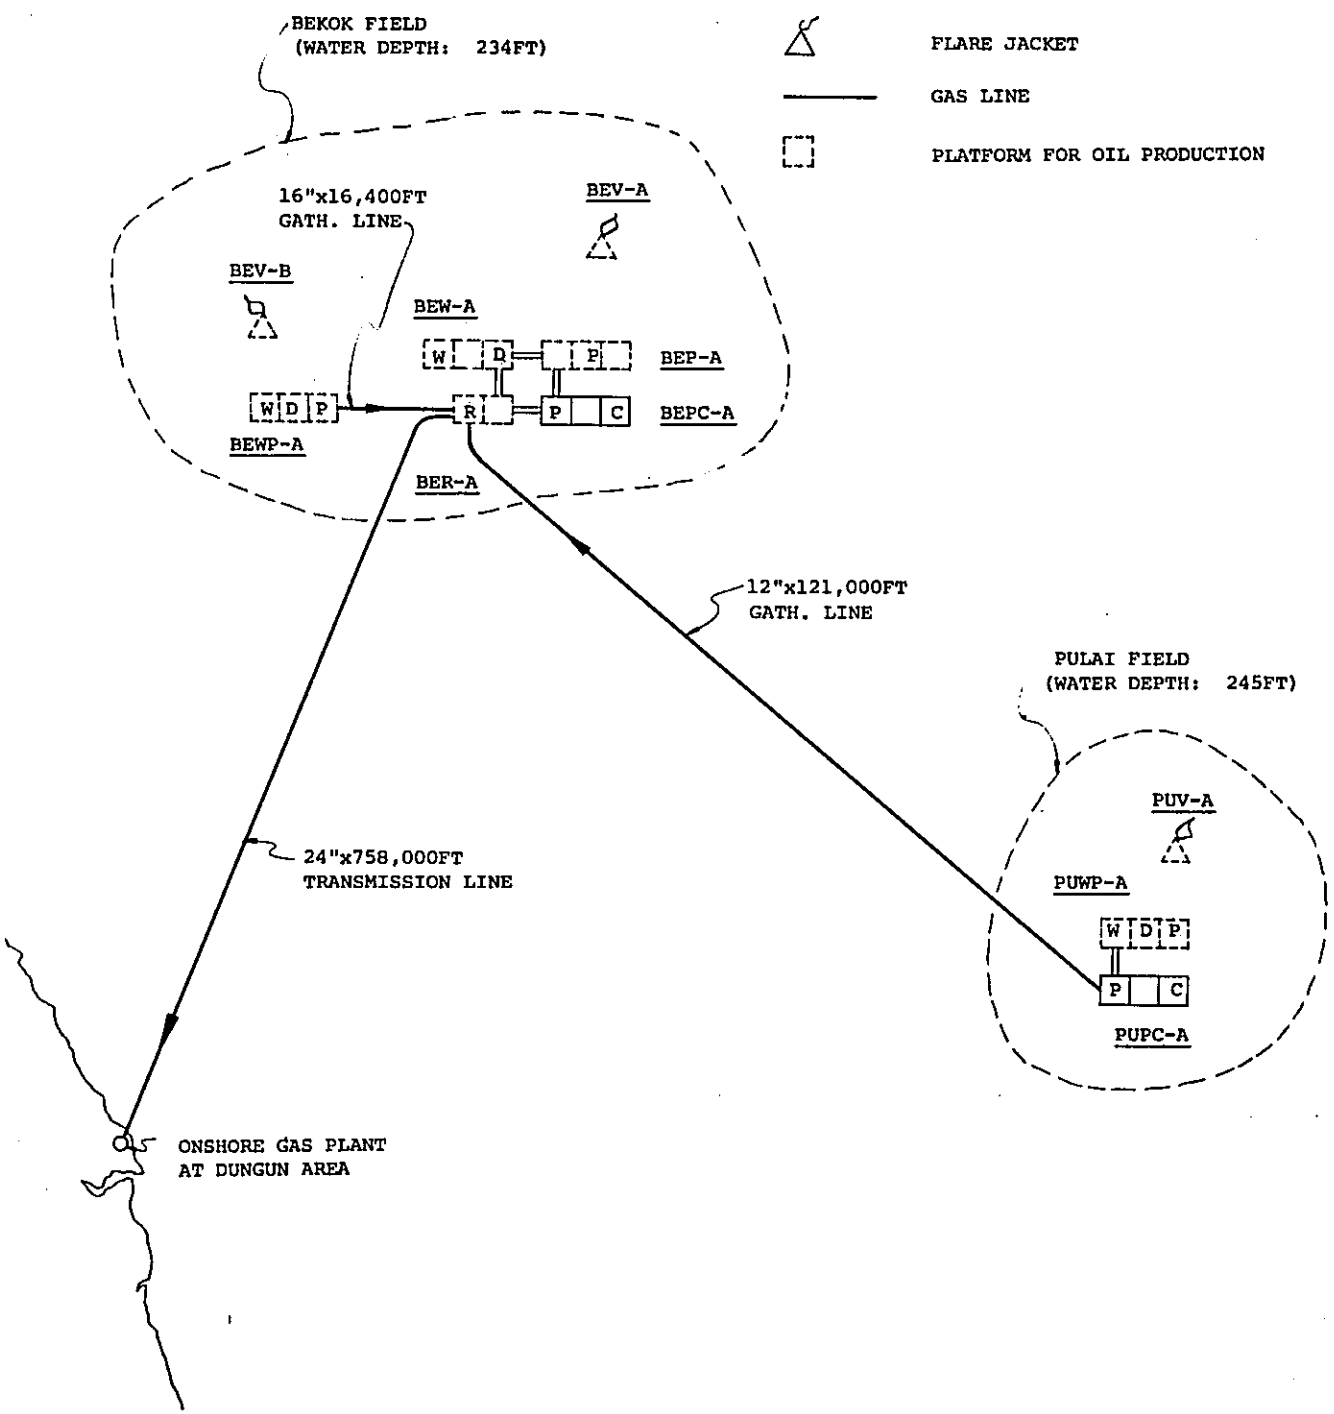 BEKOK FIELD
(WATER DEPTH: 234FT)
FLARE JACKET
GAS LINE
PLATFORM FOR OIL PRODUCTION
16"x16,400FT
GATH. LINE
BEV-A
BEV-B
BEW-A
W D P
BEP-A
W D P
R P C
BEPC-A
BEWP-A
BER-A
12"x121,000FT
GATH. LINE
PULAI FIELD
(WATER DEPTH: 245FT)
PUV-A
24"x758,000FT
TRANSMISSION LINE
PUWP-A
W D P
P C
PUPC-A
ONSHORE GAS PLANT
AT DUNGUN AREA